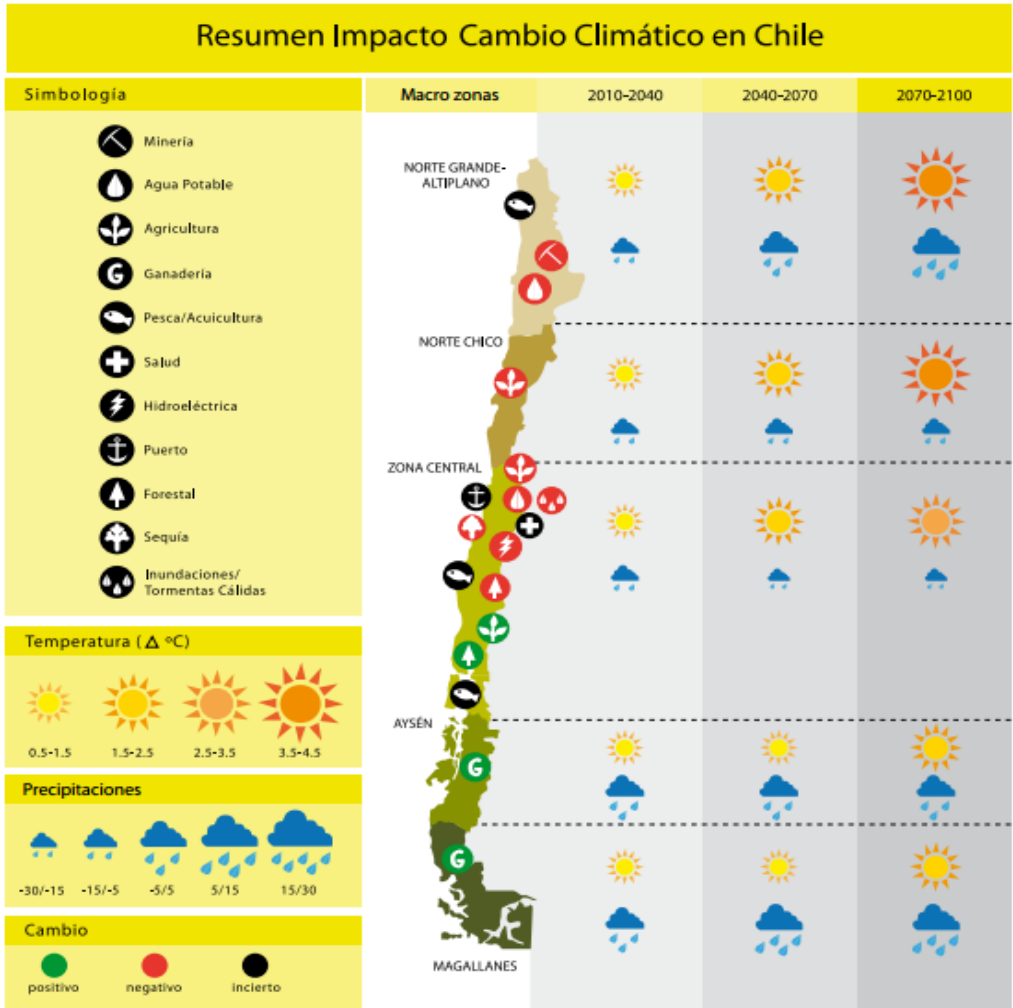 Resumen Impacto Cambio Climático en Chile
Simbología
Minería
Agua Potable
Agricultura
G
Ganadería
Pesca/Acuicultura
Salud
Hidroeléctrica
Puerto
Forestal
Sequía
Inundaciones/
Tormentas Cálidas
Temperatura (Δ ºC)
0.5-1.5 1.5-2.5 2.5-3.5 3.5-4.5
Precipitaciones
-30/-15 -15/-5 -5/5 5/15 15/30
Cambio
positivo negativo incierto
Macro zonas 2010-2040 2040-2070 2070-2100
NORTE GRANDE-
ALTIPLANO
NORTE CHICO
ZONA CENTRAL
AYSÉN
G
G
MAGALLANES